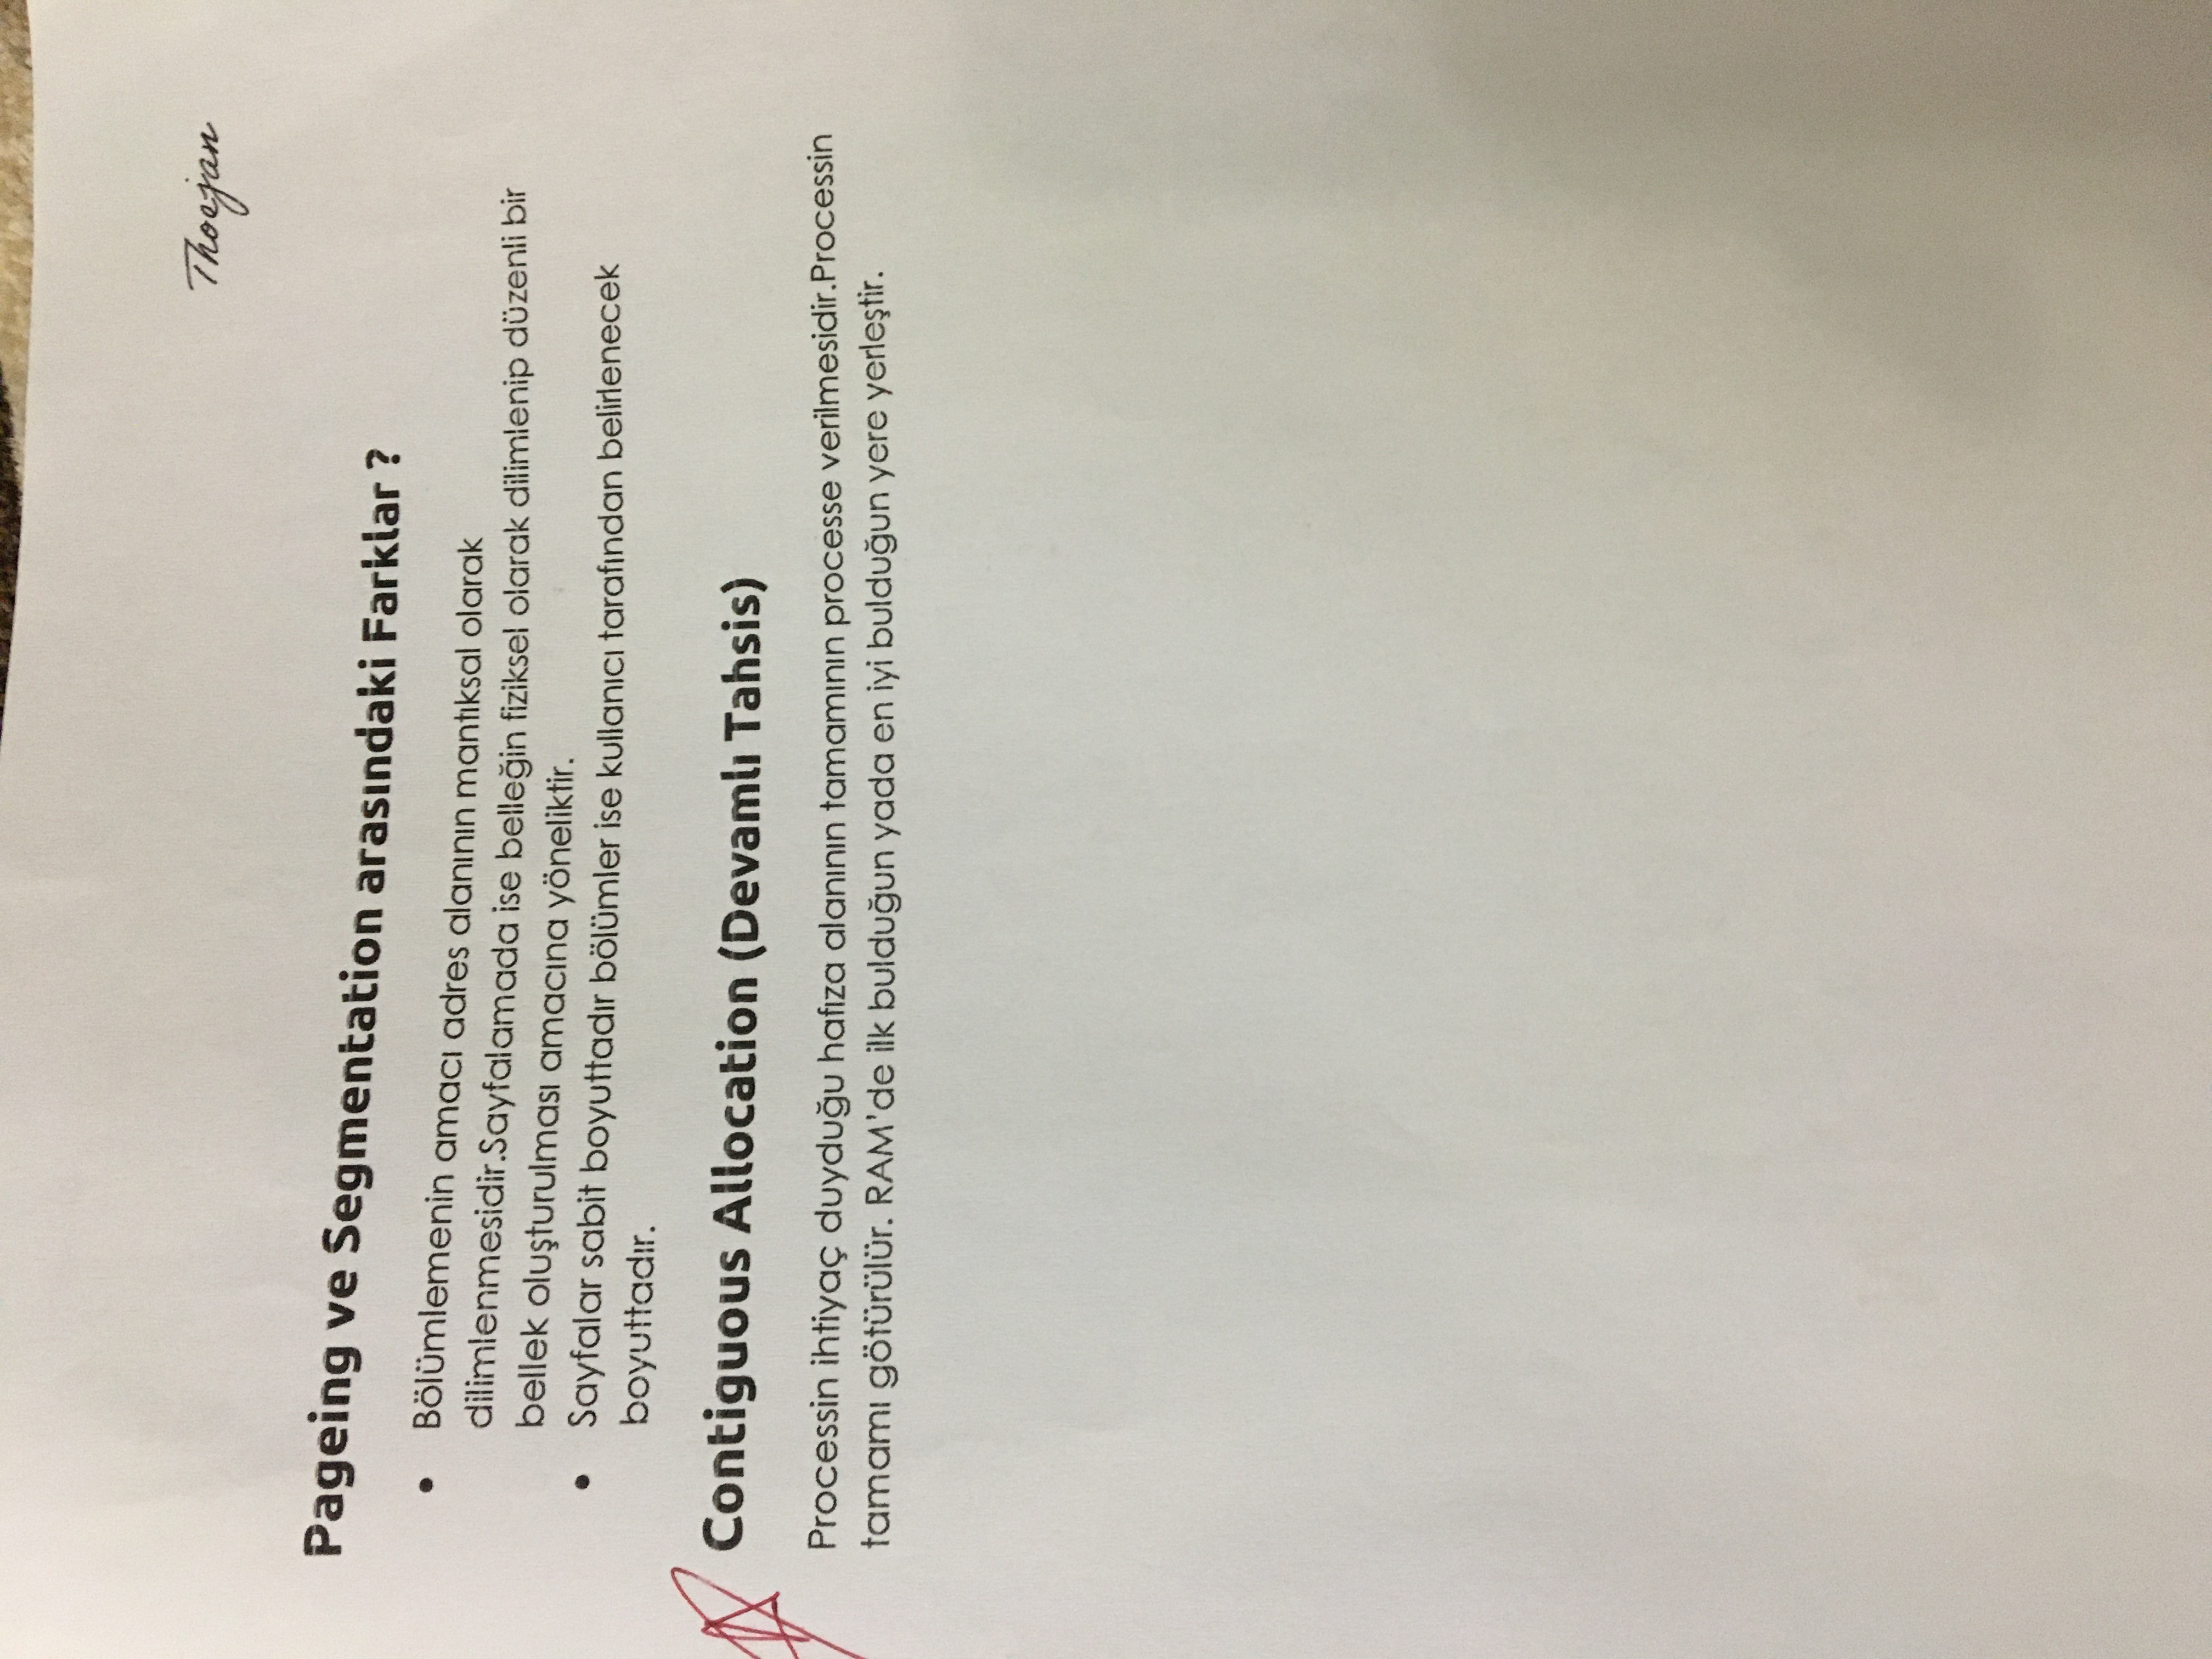 Thoejan
Pageing ve Segmentation arasındaki Farklar ?
• Bölümlemenin amacı adres alanının mantıksal olarak
dilimlenmesidir.Sayfalamada ise belleğin fiziksel olarak dilimlenip düzenli bir
bellek oluşturulması amacına yöneliktir.
• Sayfalar sabit boyuttadır bölümler ise kullanıcı tarafından belirlenecek
boyuttadır.
Contiguous Allocation (Devamlı Tahsis)
Processin ihtiyaç duyduğu hafıza alanının tamamının processe verilmesidir.Processin
tamamı götürülür. RAM'de ilk bulduğun yada en iyi bulduğun yere yerleştir.